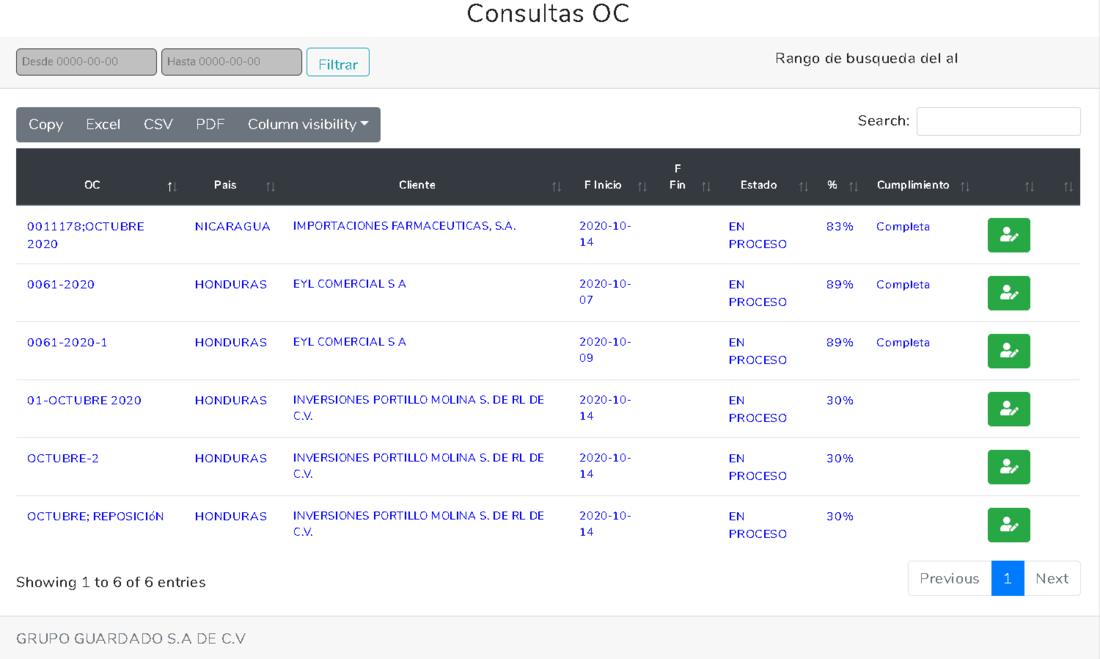 Consultas OC
Desde 0000-00-00 Hasta 0000-00-00 Filtrar Rango de busqueda del al
Copy Excel CSV PDF Column visibility Search:
OC Pais Cliente F Inicio F Fin Estado % Cumplimiento
0011178;OCTUBRE 2020 NICARAGUA IMPORTACIONES FARMACEUTICAS, S.A. 2020-10-14 EN PROCESO 83% Completa
0061-2020 HONDURAS EYL COMERCIAL S A 2020-10-07 EN PROCESO 89% Completa
0061-2020-1 HONDURAS EYL COMERCIAL S A 2020-10-09 EN PROCESO 89% Completa
01-OCTUBRE 2020 HONDURAS INVERSIONES PORTILLO MOLINA S. DE RL DE C.V. 2020-10-14 EN PROCESO 30%
OCTUBRE-2 HONDURAS INVERSIONES PORTILLO MOLINA S. DE RL DE C.V. 2020-10-14 EN PROCESO 30%
OCTUBRE; REPOSICIóN HONDURAS INVERSIONES PORTILLO MOLINA S. DE RL DE C.V. 2020-10-14 EN PROCESO 30%
Showing 1 to 6 of 6 entries Previous 1 Next
GRUPO GUARDADO S.A DE C.V